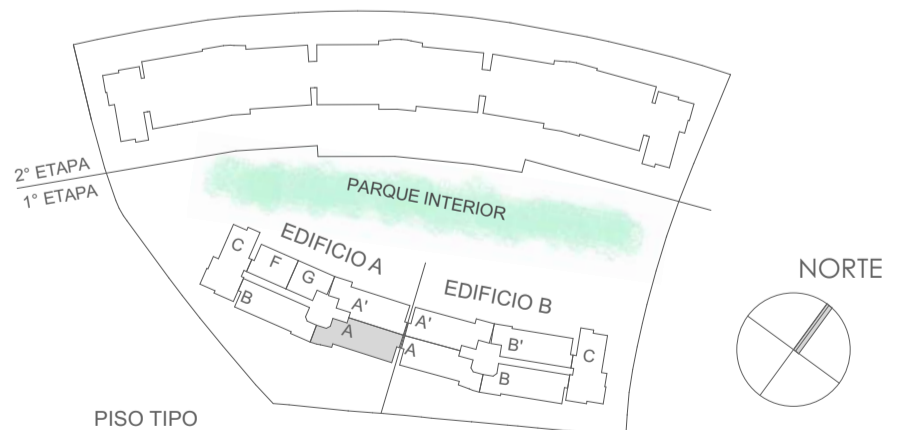 2° ETAPA
1° ETAPA
PARQUE INTERIOR
NORTE
EDIFICIO A
C
F
G
B
A'
A
EDIFICIO B
A'
A
B'
B
C
PISO TIPO